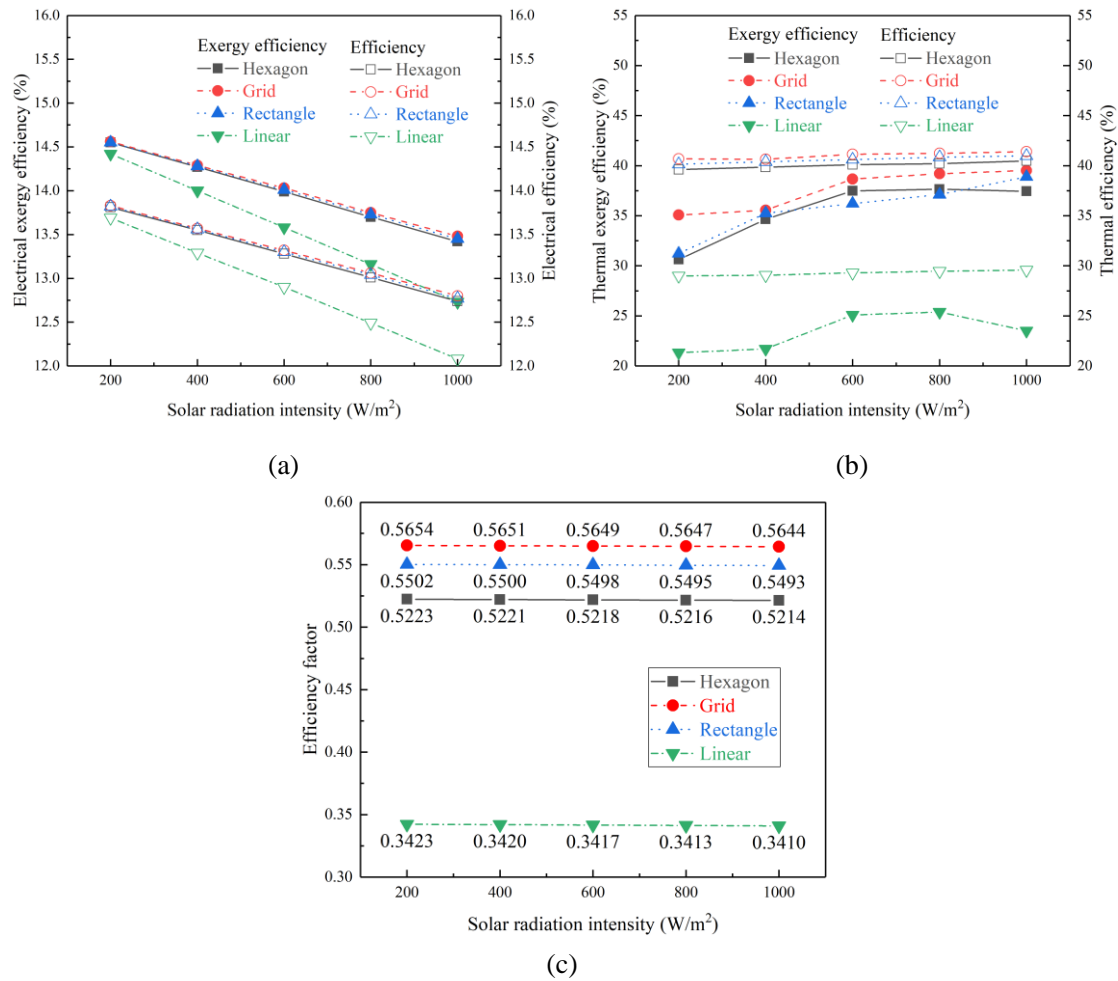 16.0
15.5
15.0
14.5
14.0
13.5
13.0
12.5
12.0
Electrical exergy efficiency (%)
Exergy efficiency
Hexagon
Grid
Rectangle
Linear
Efficiency
Hexagon
Grid
Rectangle
Linear
16.0
15.5
15.0
14.5
14.0
13.5
13.0
12.5
12.0
Electrical efficiency (%)
200 400 600 800 1000
Solar radiation intensity (W/m²)
(a)
55
50
45
40
35
30
25
20
Thermal exergy efficiency (%)
Exergy efficiency
Hexagon
Grid
Rectangle
Linear
Efficiency
Hexagon
Grid
Rectangle
Linear
55
50
45
40
35
30
25
20
Thermal efficiency (%)
200 400 600 800 1000
Solar radiation intensity (W/m²)
(b)
0.60
0.55
0.50
0.45
0.40
0.35
0.30
Efficiency factor
0.5654 0.5651 0.5649 0.5647 0.5644
0.5502 0.5500 0.5498 0.5495 0.5493
0.5223 0.5221 0.5218 0.5216 0.5214
Hexagon
Grid
Rectangle
Linear
0.3423 0.3420 0.3417 0.3413 0.3410
200 400 600 800 1000
Solar radiation intensity (W/m²)
(c)